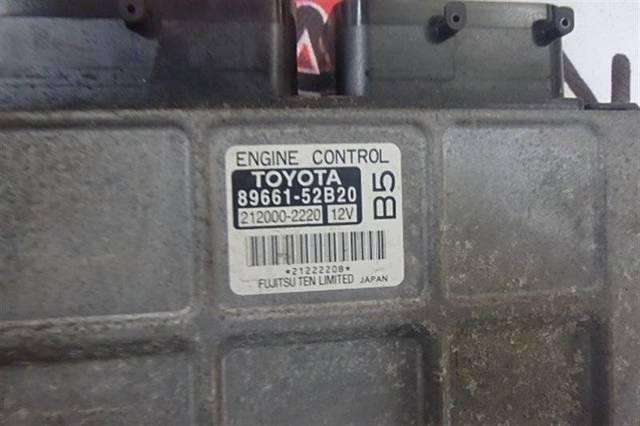 ENGINE CONTROL
TOYOTA
89661-52B20
212000-2220 12V
B5
*21222208*
FUJITSU TEN LIMITED JAPAN